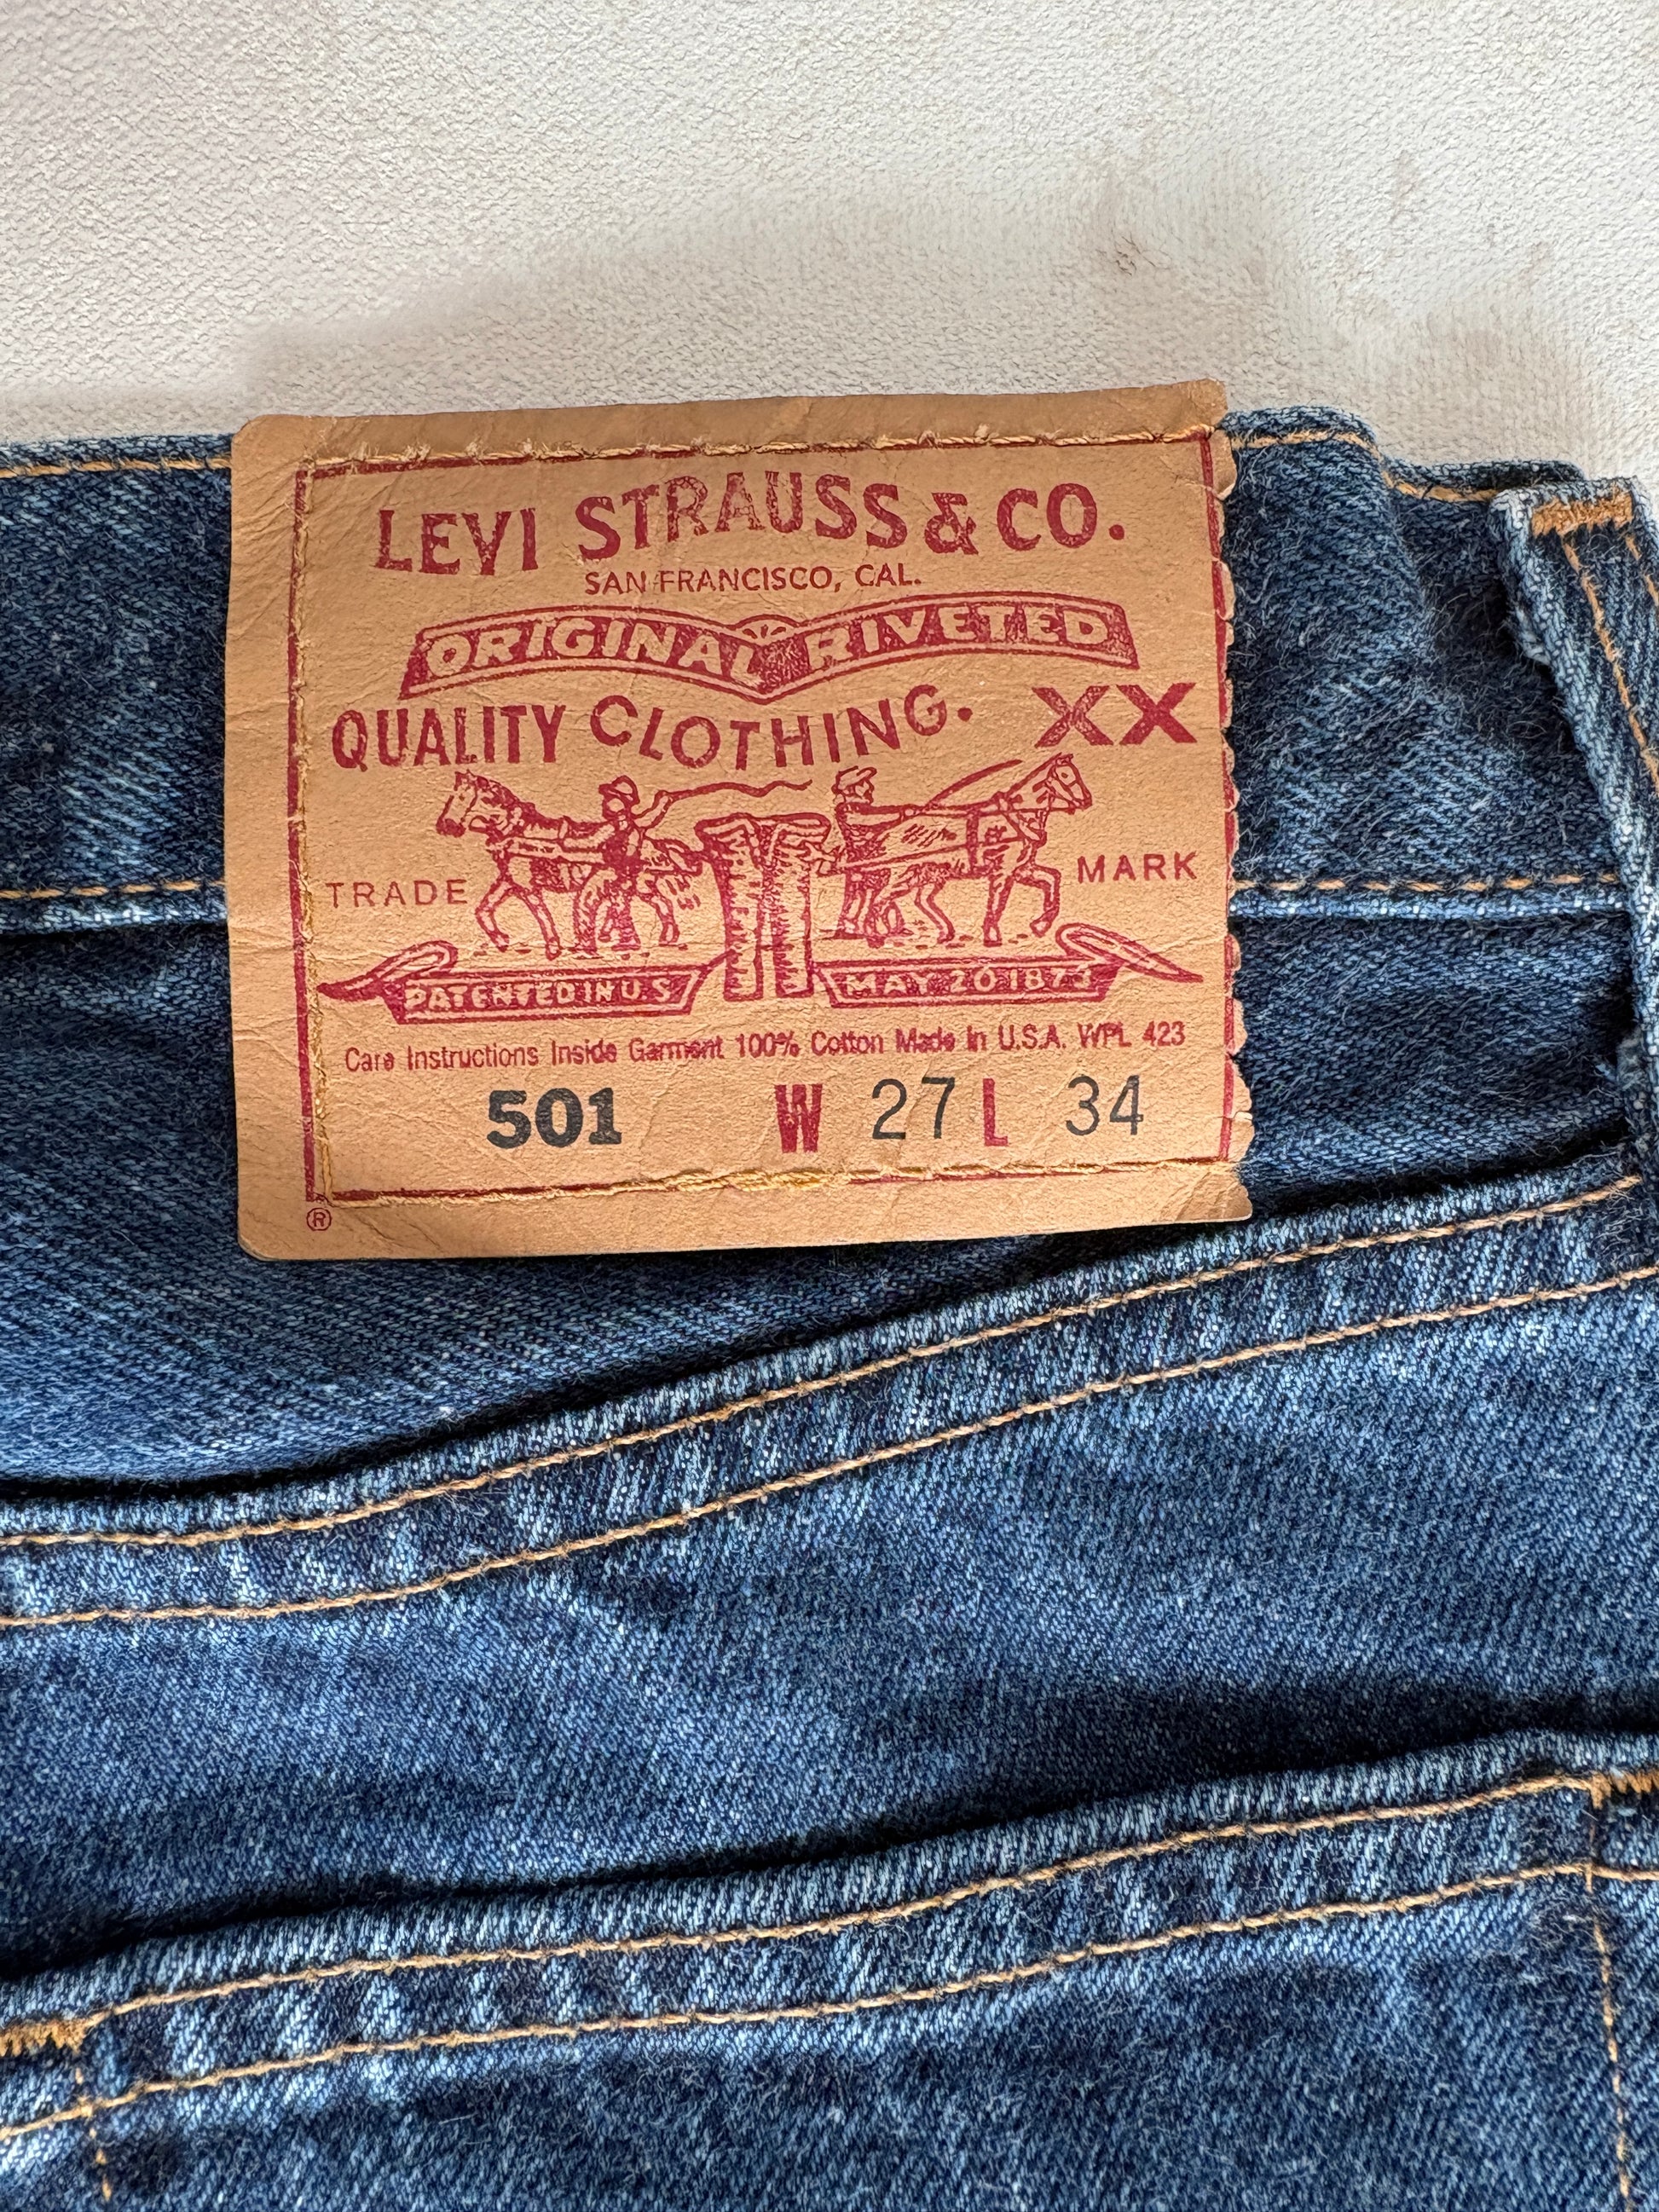 LEVI STRAUSS & CO.
SAN FRANCISCO, CAL.
ORIGINAL RIVETED
QUALITY CLOTHING. XX
TRADE MARK
PATENTED IN U.S MAY 20 1873
Care Instructions Inside Garment 100% Cotton Made In U.S.A. WPL 423
501 W 27 L 34
®